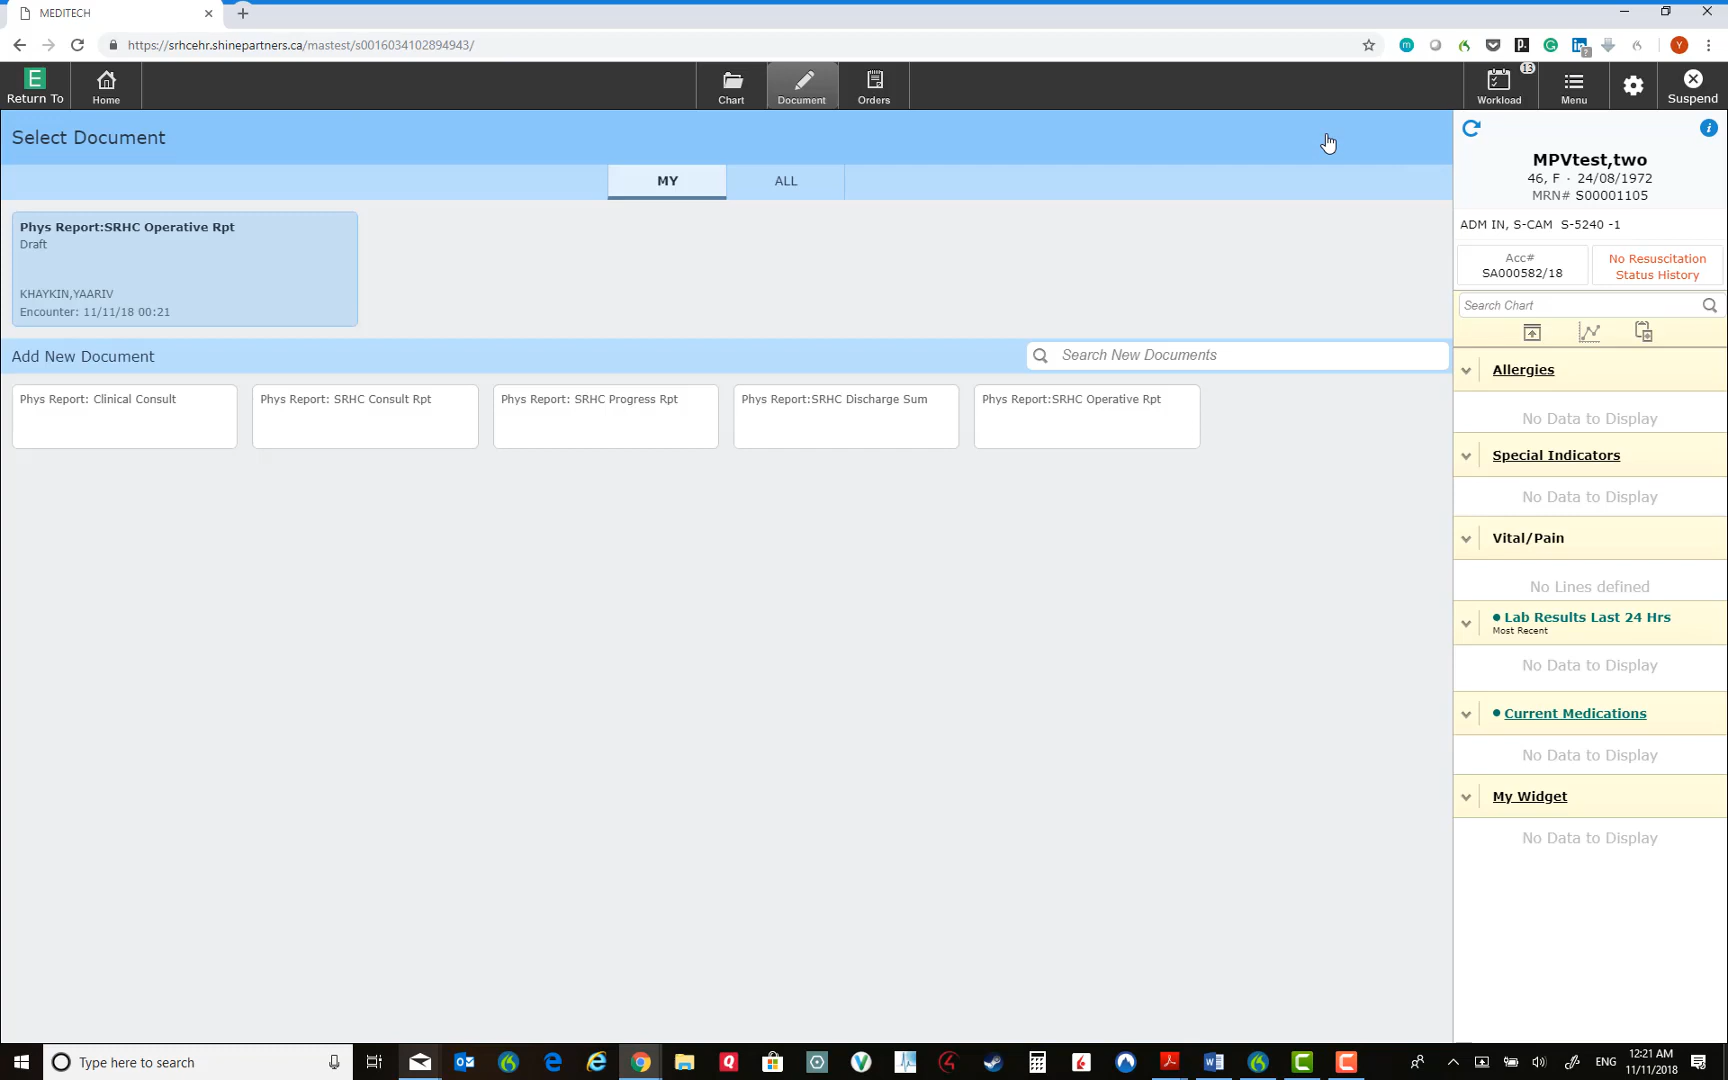 MEDITECH
https://srhcehr.shinepartners.ca/mastest/s0016034102894943/
E
Return To
Home
Chart
Document
Orders
13
Workload
Menu
Suspend
Select Document
MY
ALL
Phys Report:SRHC Operative Rpt
Draft
KHAYKIN,YAARIV
Encounter: 11/11/18 00:21
Add New Document
Search New Documents
Phys Report: Clinical Consult
Phys Report: SRHC Consult Rpt
Phys Report: SRHC Progress Rpt
Phys Report:SRHC Discharge Sum
Phys Report:SRHC Operative Rpt
MPVtest,two
46, F · 24/08/1972
MRN# S00001105
ADM IN, S-CAM S-5240 -1
Acc#
SA000582/18
No Resuscitation
Status History
Search Chart
Allergies
No Data to Display
Special Indicators
No Data to Display
Vital/Pain
No Lines defined
Lab Results Last 24 Hrs
Most Recent
No Data to Display
Current Medications
No Data to Display
My Widget
No Data to Display
Type here to search
ENG
12:21 AM
11/11/2018